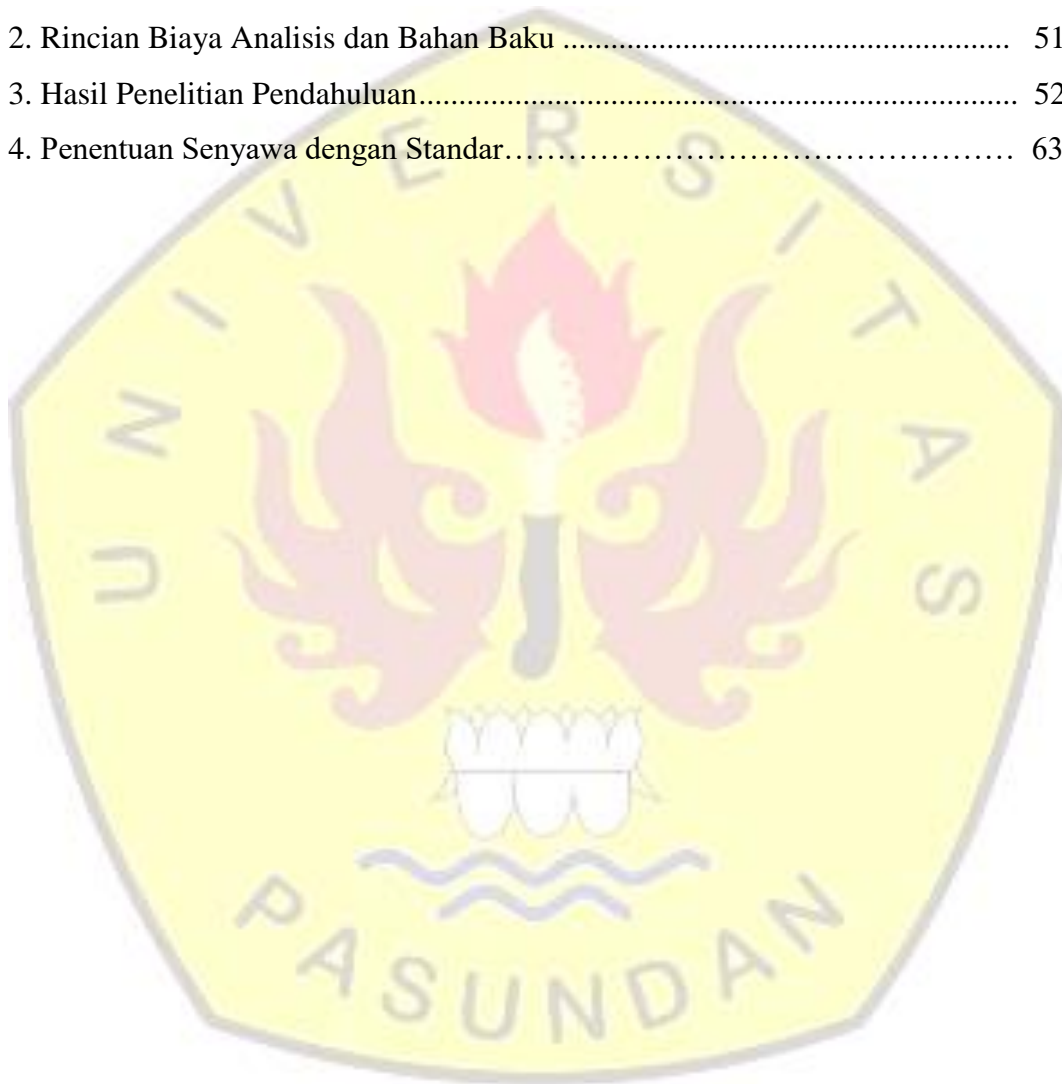 2. Rincian Biaya Analisis dan Bahan Baku ........................................................ 51
3. Hasil Penelitian Pendahuluan........................................................................... 52
4. Penentuan Senyawa dengan Standar………………………………………… 63
UNIVERSITAS
PASUNDAN